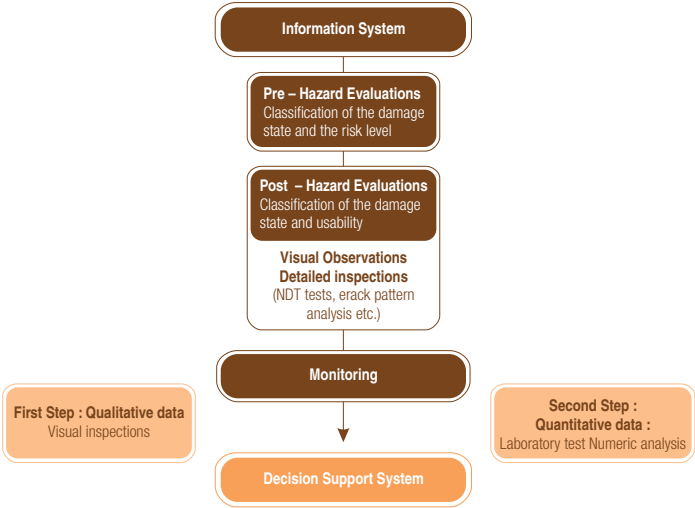 Information System
Pre – Hazard Evaluations
Classification of the damage
state and the risk level
Post – Hazard Evaluations
Classification of the damage
state and usability
Visual Observations
Detailed inspections
(NDT tests, erack pattern
analysis etc.)
Monitoring
First Step : Qualitative data
Visual inspections
Second Step :
Quantitative data :
Laboratory test Numeric analysis
Decision Support System